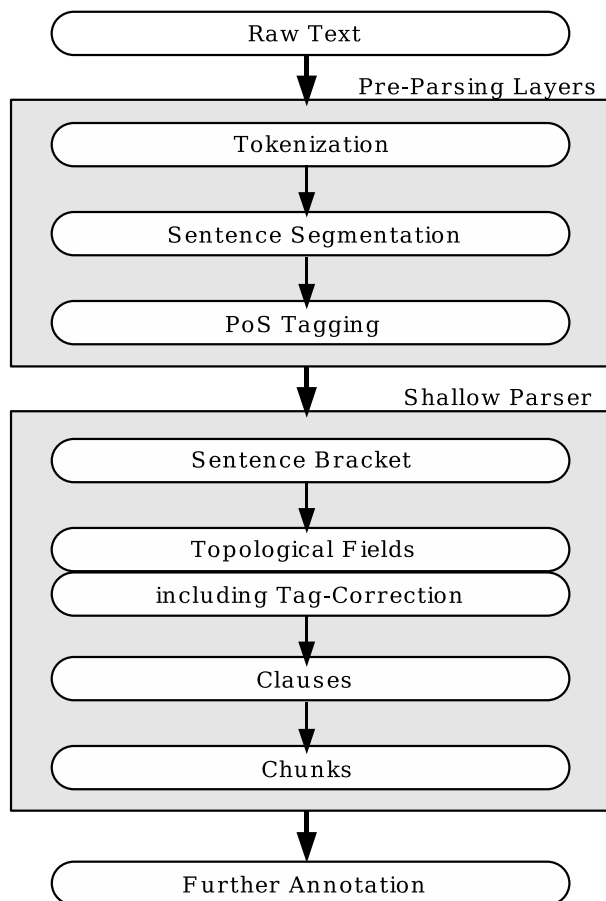 Raw Text
Pre-Parsing Layers
Tokenization
Sentence Segmentation
PoS Tagging
Shallow Parser
Sentence Bracket
Topological Fields
including Tag-Correction
Clauses
Chunks
Further Annotation